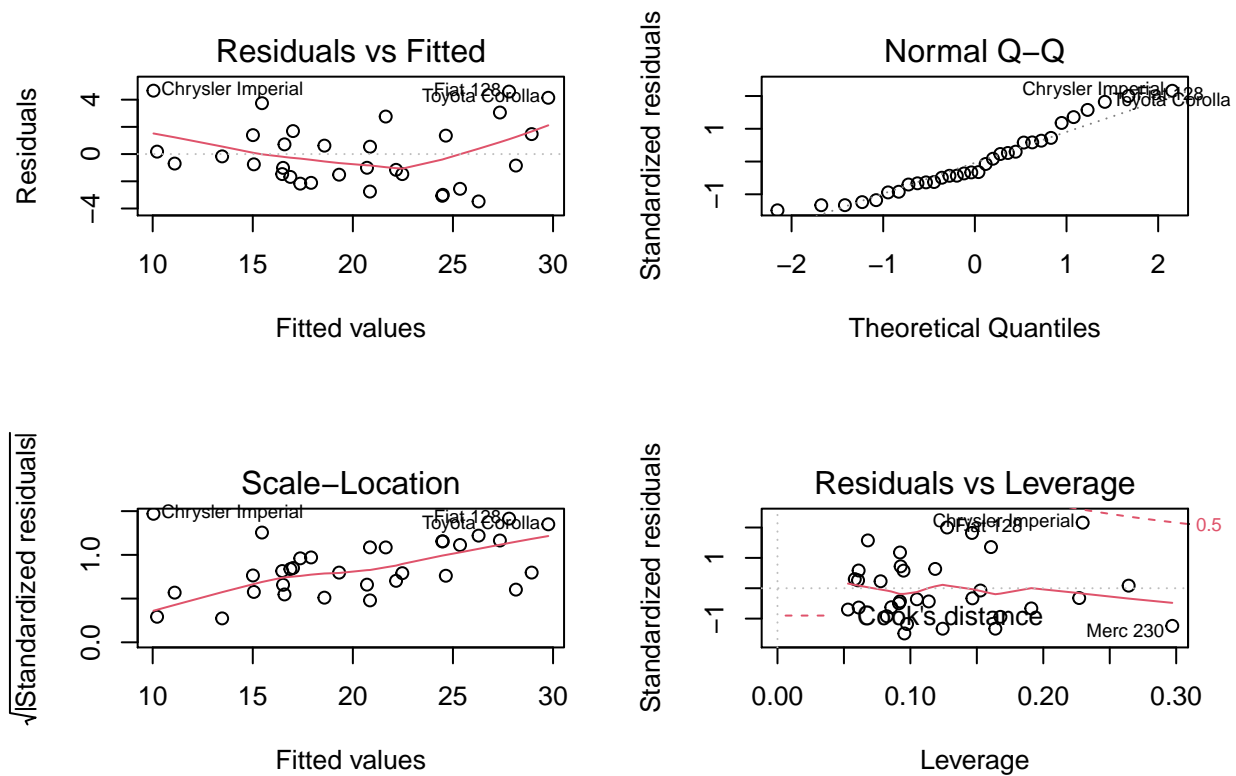 Residuals vs Fitted
Residuals
4
0
−4
Chrysler Imperial
Fiat 128
Toyota Corolla
10 15 20 25 30
Fitted values
Normal Q−Q
Standardized residuals
1
−1
Chrysler Imperial
Fiat 128
Toyota Corolla
−2 −1 0 1 2
Theoretical Quantiles
Scale−Location
√|Standardized residuals|
1.0
0.0
Chrysler Imperial
Fiat 128
Toyota Corolla
10 15 20 25 30
Fitted values
Residuals vs Leverage
Standardized residuals
1
−1
Chrysler Imperial
Fiat 128
0.5
Cook's distance
Merc 230
0.00 0.10 0.20 0.30
Leverage